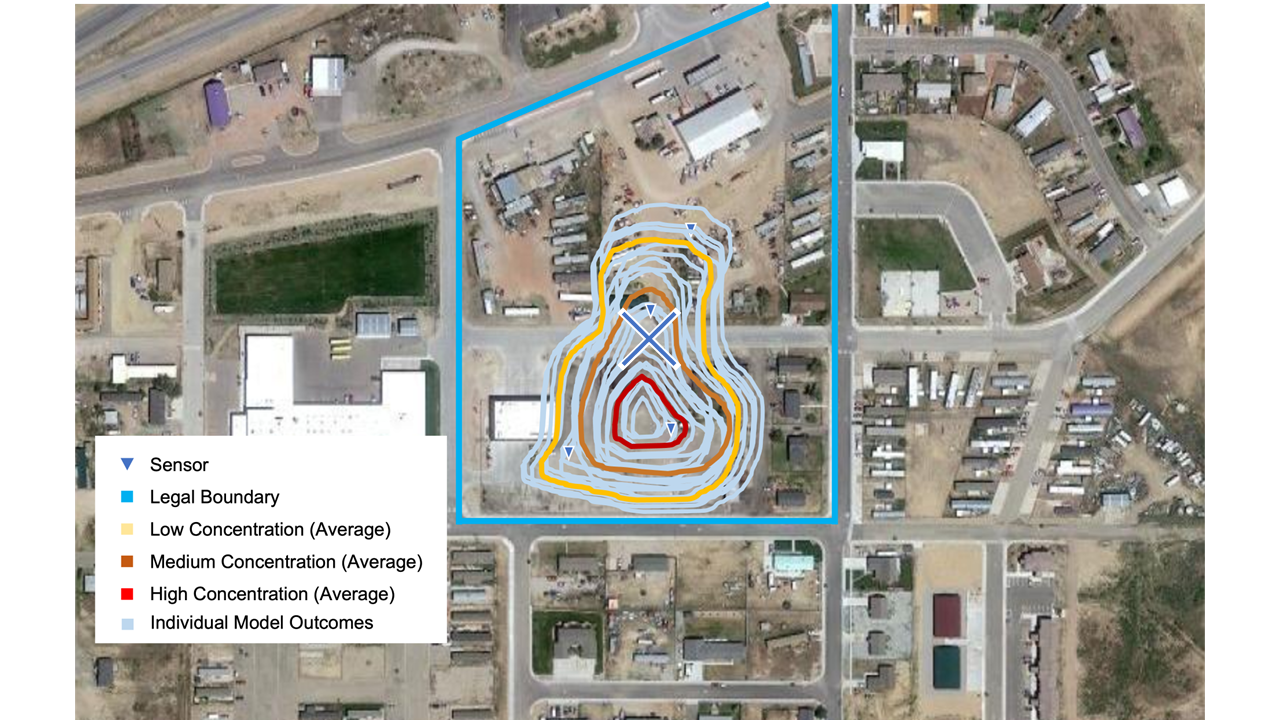 Sensor
Legal Boundary
Low Concentration (Average)
Medium Concentration (Average)
High Concentration (Average)
Individual Model Outcomes